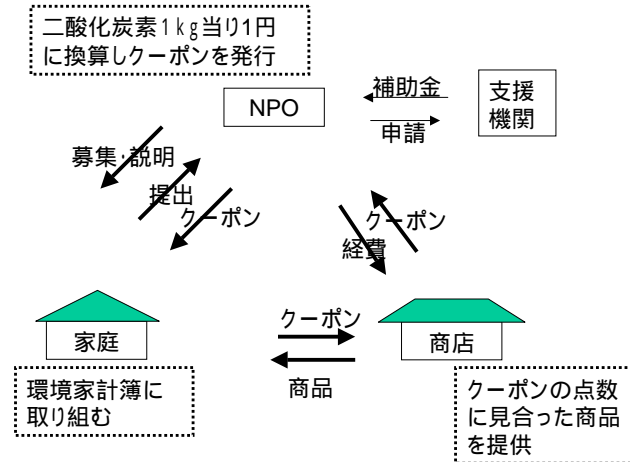 二酸化炭素1kg当り1円
に換算しクーポンを発行
NPO
補助金
申請
支援
機関
募集・説明
提出
クーポン
クーポン
経費
家庭
クーポン
商品
商店
環境家計簿に
取り組む
クーポンの点数
に見合った商品
を提供